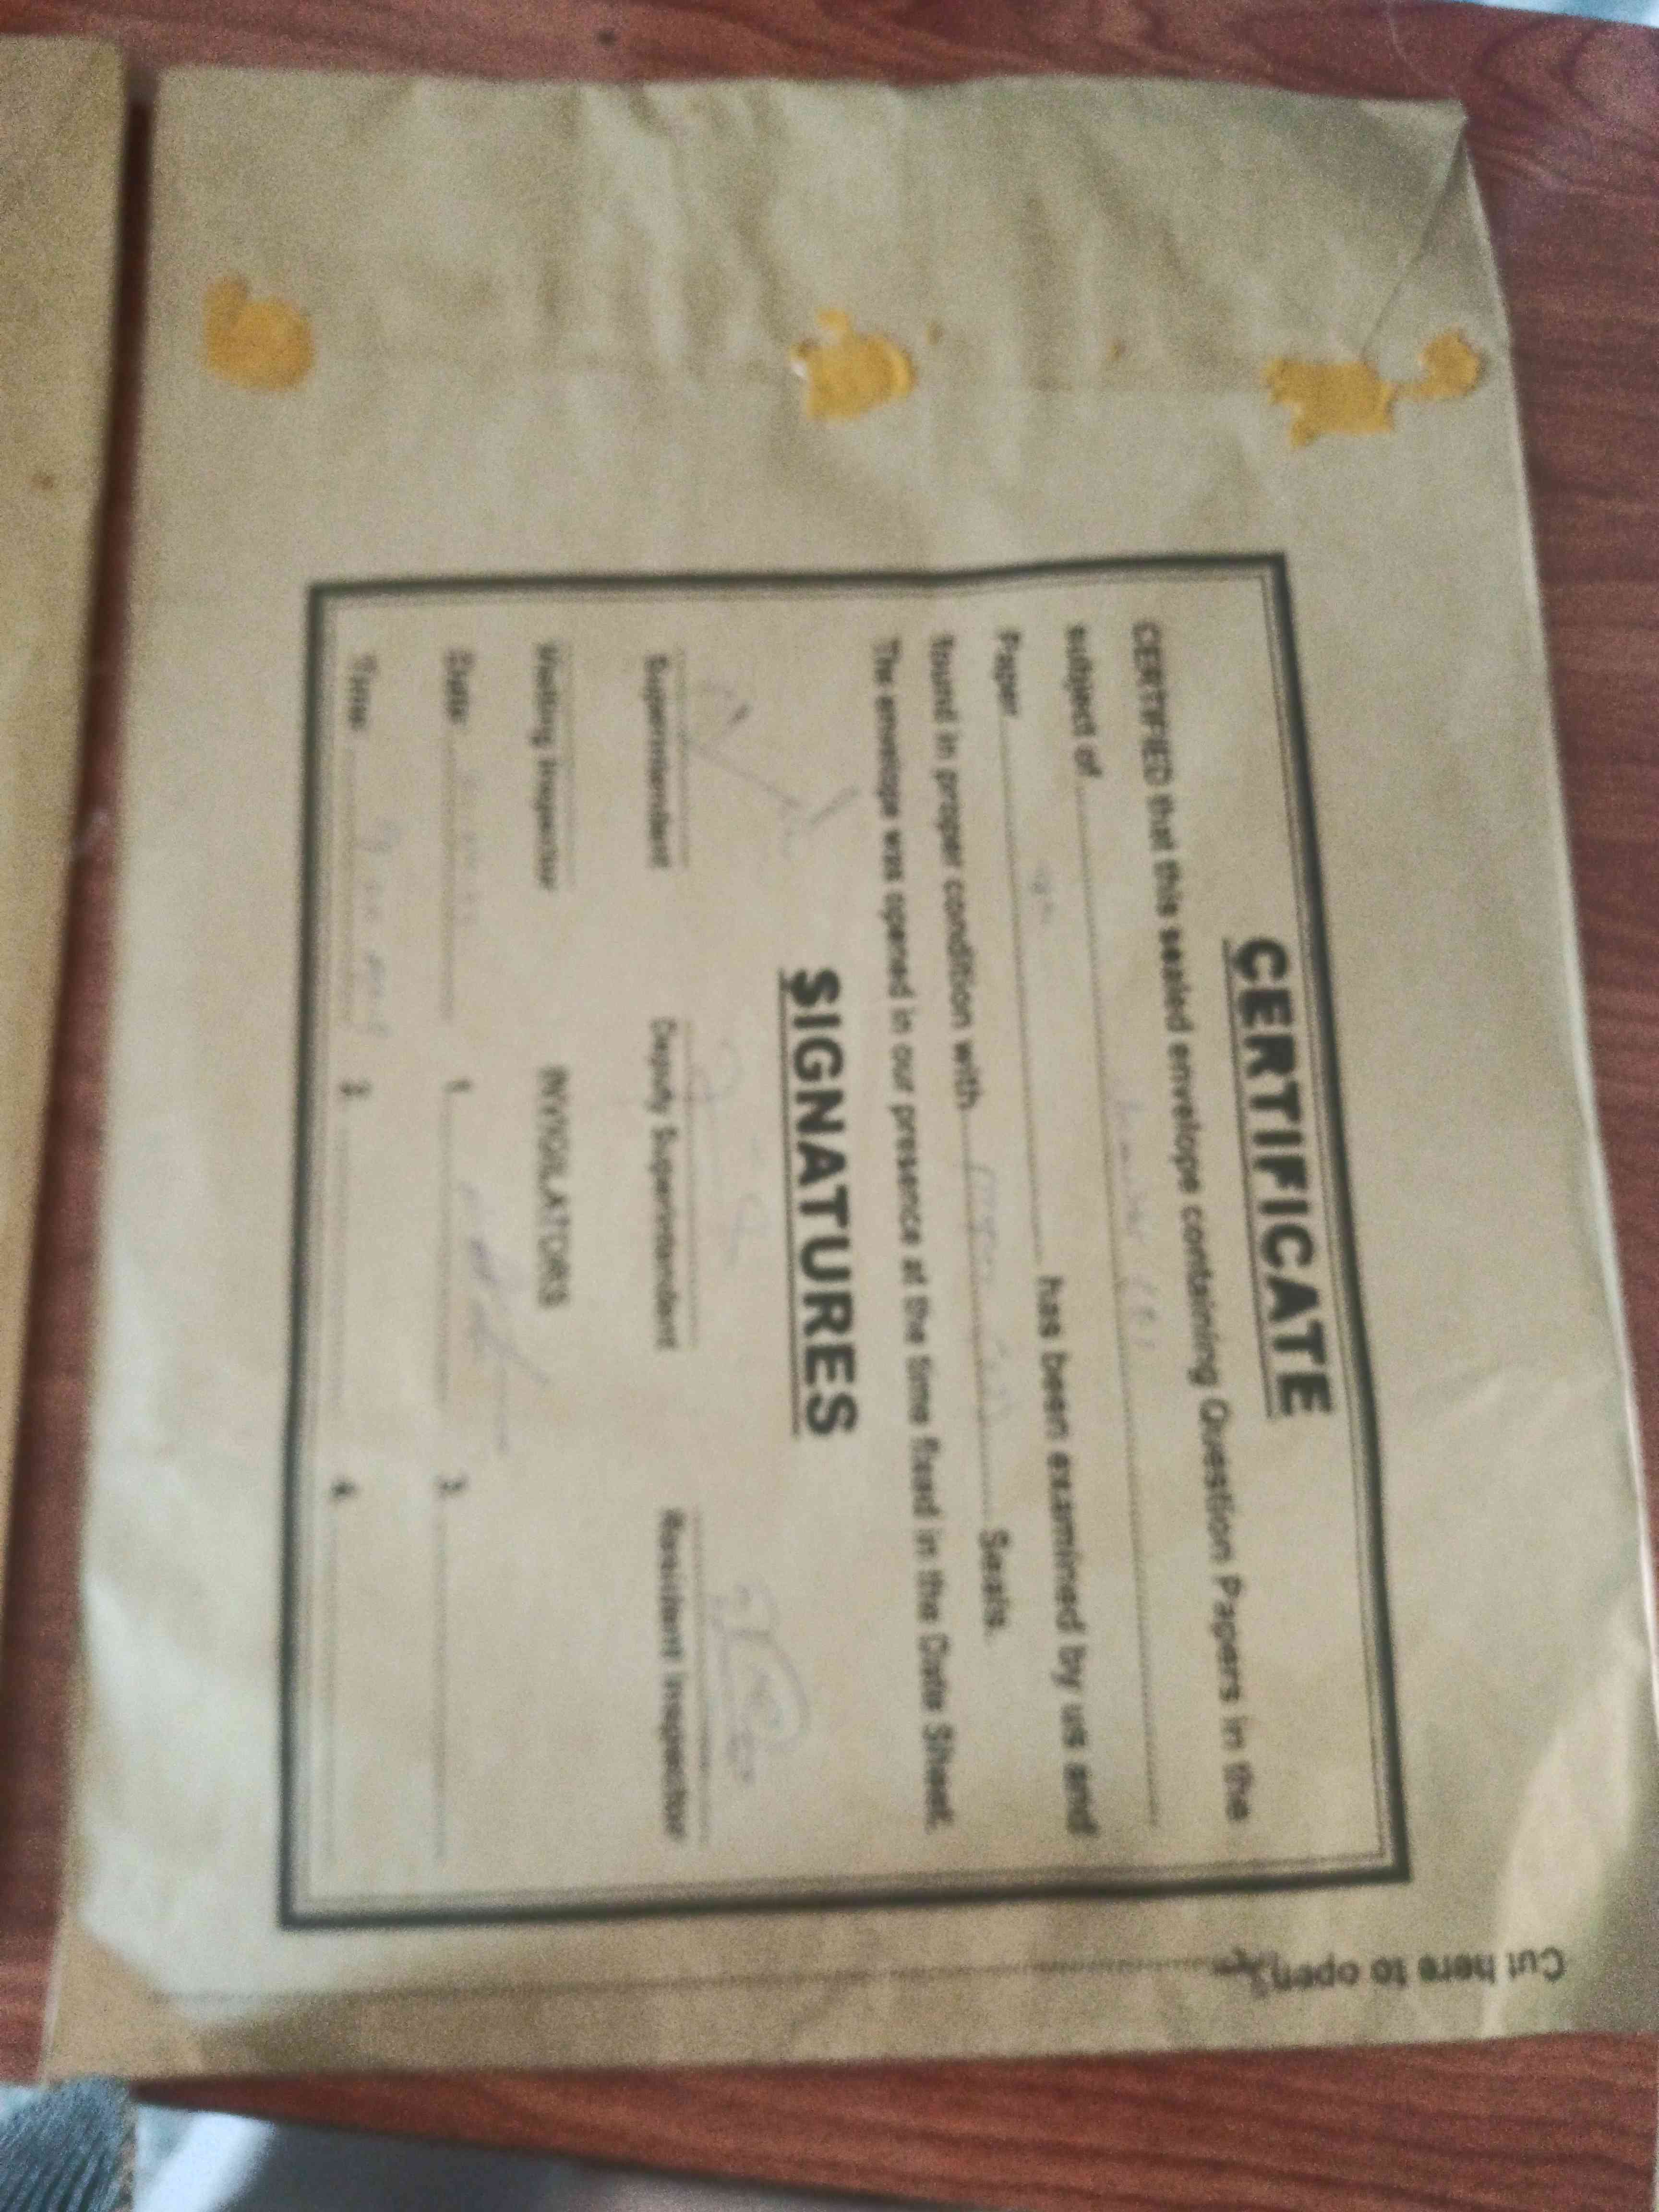 CERTIFICATE
CERTIFIED that this sealed envelope containing Question Papers in the
subject of
Paper has been examined by us and
found in proper condition with Seals.
The envelope was opened in our presence at the time fixed in the Date Sheet.
SIGNATURES
Superintendent Deputy Superintendent Resident Inspector
Visiting Inspector INVIGILATORS
Date 1. 3.
Time 2. 4.
Cut here to open